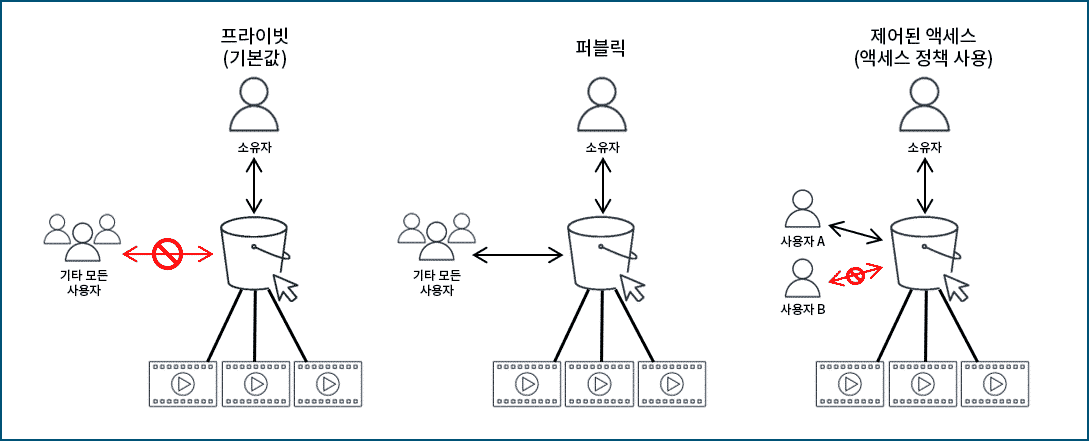 프라이빗
(기본값)
소유자
기타 모든
사용자
퍼블릭
소유자
기타 모든
사용자
제어된 액세스
(액세스 정책 사용)
소유자
사용자 A
사용자 B